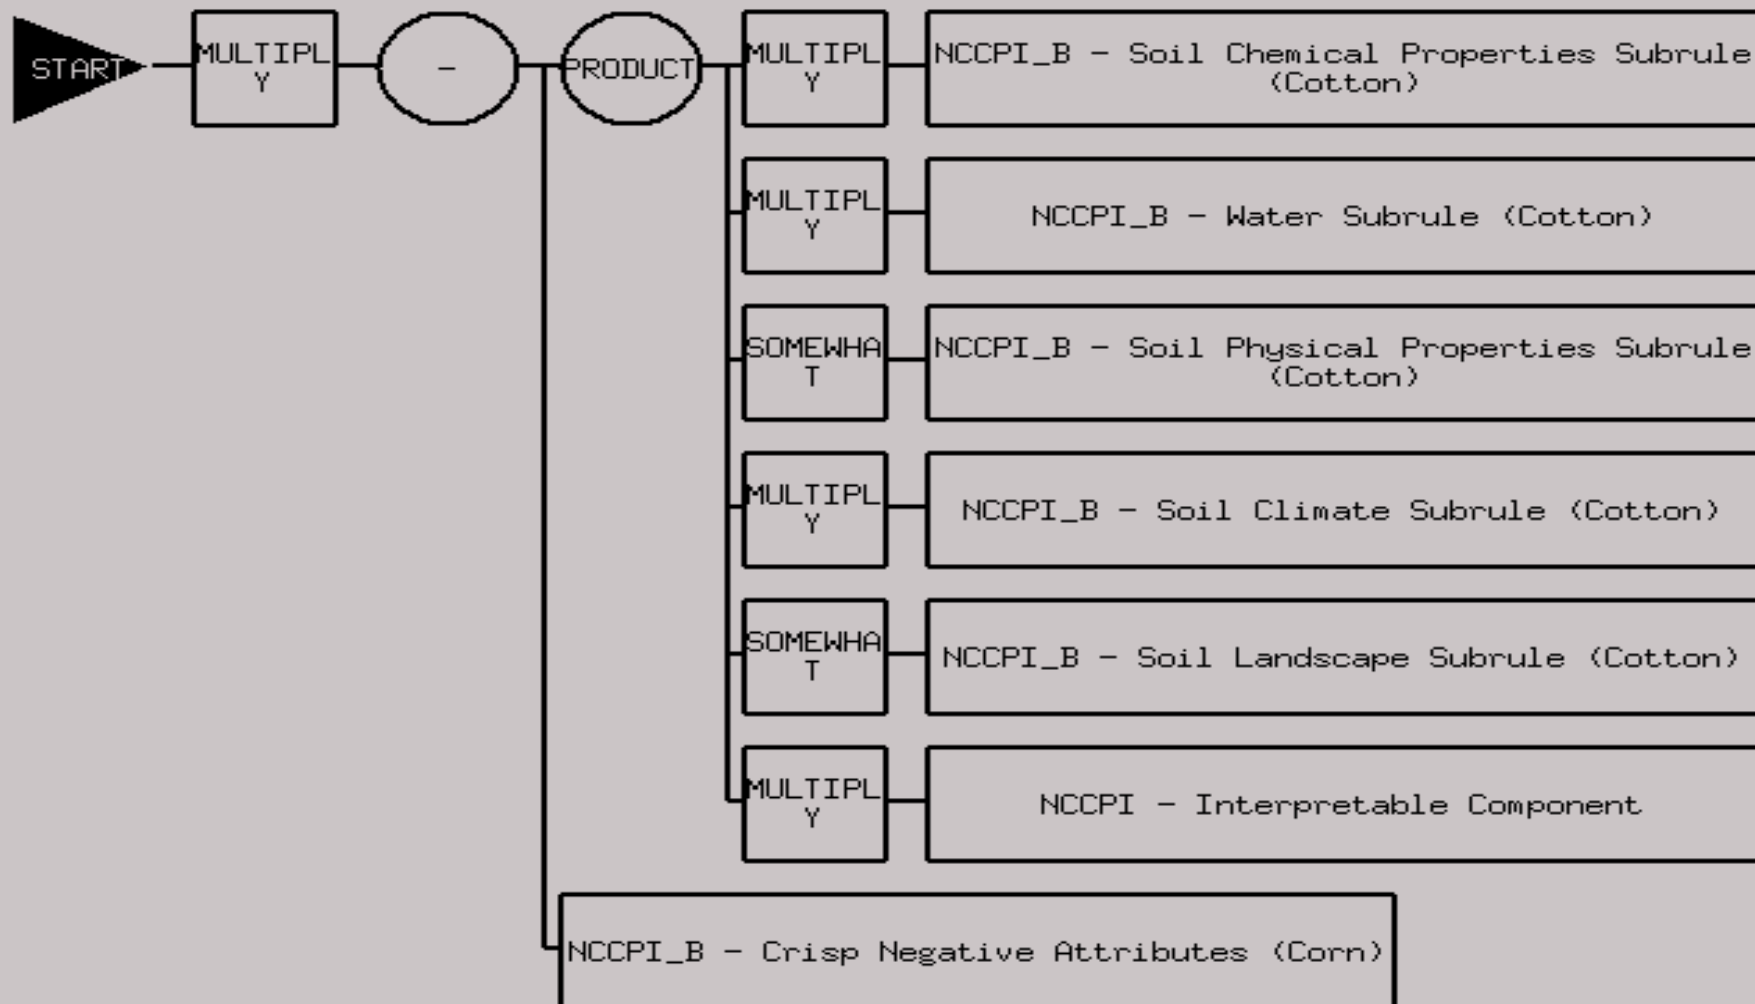 START
MULTIPL
Y
-
PRODUCT
MULTIPL
Y
NCCPI_B - Soil Chemical Properties Subrule
(Cotton)
MULTIPL
Y
NCCPI_B - Water Subrule (Cotton)
SOMEWHA
T
NCCPI_B - Soil Physical Properties Subrule
(Cotton)
MULTIPL
Y
NCCPI_B - Soil Climate Subrule (Cotton)
SOMEWHA
T
NCCPI_B - Soil Landscape Subrule (Cotton)
MULTIPL
Y
NCCPI - Interpretable Component
NCCPI_B - Crisp Negative Attributes (Corn)